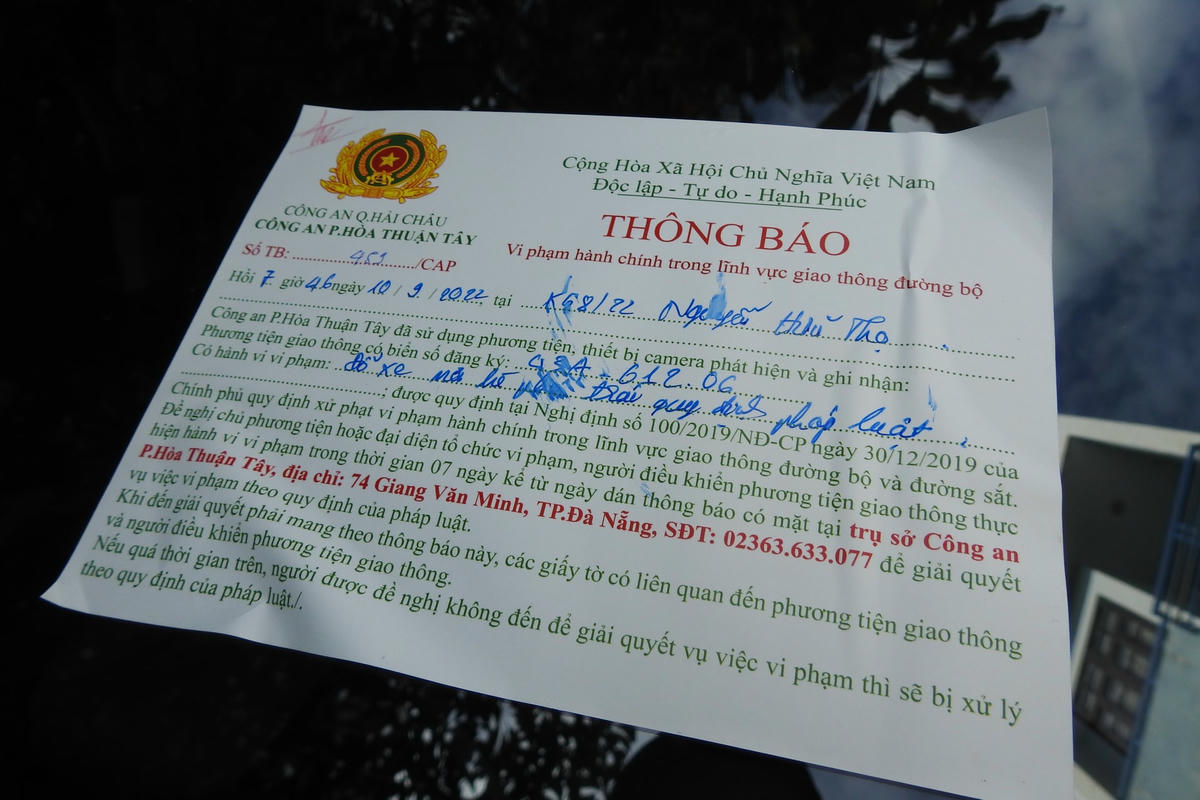 CÔNG AN Q.HẢI CHÂU
CÔNG AN P.HÒA THUẬN TÂY
Số TB: 451 /CAP
Cộng Hòa Xã Hội Chủ Nghĩa Việt Nam
Độc lập - Tự do - Hạnh Phúc
THÔNG BÁO
Vi phạm hành chính trong lĩnh vực giao thông đường bộ
Hồi 7 giờ 46 ngày 10 / 9 / 2022, tại K98/22 Nguyễn Hữu Thọ
Công an P.Hòa Thuận Tây đã sử dụng phương tiện, thiết bị camera phát hiện và ghi nhận:
Phương tiện giao thông có biển số đăng ký: 43A - 612.06
Có hành vi vi phạm: đỗ xe trái quy định pháp luật.
, được quy định tại Nghị định số 100/2019/NĐ-CP ngày 30/12/2019 của
Chính phủ quy định xử phạt vi phạm hành chính trong lĩnh vực giao thông đường bộ và đường sắt.
Đề nghị chủ phương tiện hoặc đại diện tổ chức vi phạm, người điều khiển phương tiện giao thông thực
hiện hành vi vi phạm trong thời gian 07 ngày kể từ ngày dán thông báo có mặt tại trụ sở Công an
P.Hòa Thuận Tây, địa chỉ: 74 Giang Văn Minh, TP.Đà Nẵng, SĐT: 02363.633.077 để giải quyết
vụ việc vi phạm theo quy định của pháp luật.
Khi đến giải quyết phải mang theo thông báo này, các giấy tờ có liên quan đến phương tiện giao thông
và người điều khiển phương tiện giao thông.
Nếu quá thời gian trên, người được đề nghị không đến để giải quyết vụ việc vi phạm thì sẽ bị xử lý
theo quy định của pháp luật./.